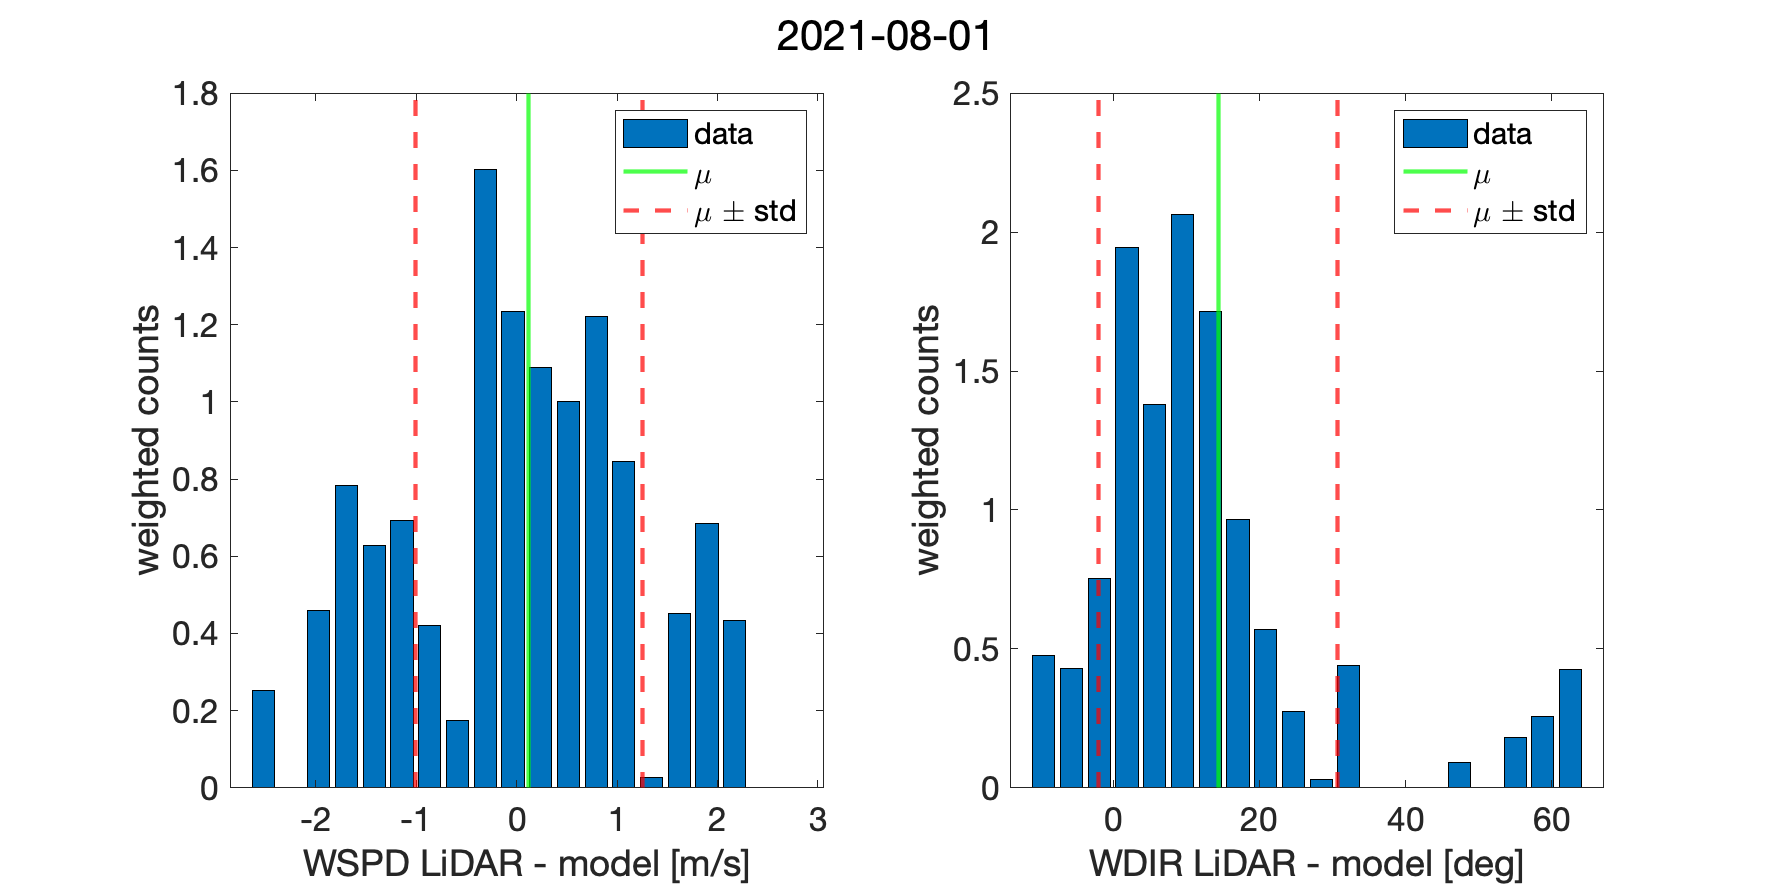 2021-08-01
1.8
1.6
1.4
1.2
1
0.8
0.6
0.4
0.2
0
weighted counts
-2
-1
0
1
2
3
WSPD LiDAR - model [m/s]
data
μ
μ ± std
2.5
2
1.5
1
0.5
0
weighted counts
0
20
40
60
WDIR LiDAR - model [deg]
data
μ
μ ± std